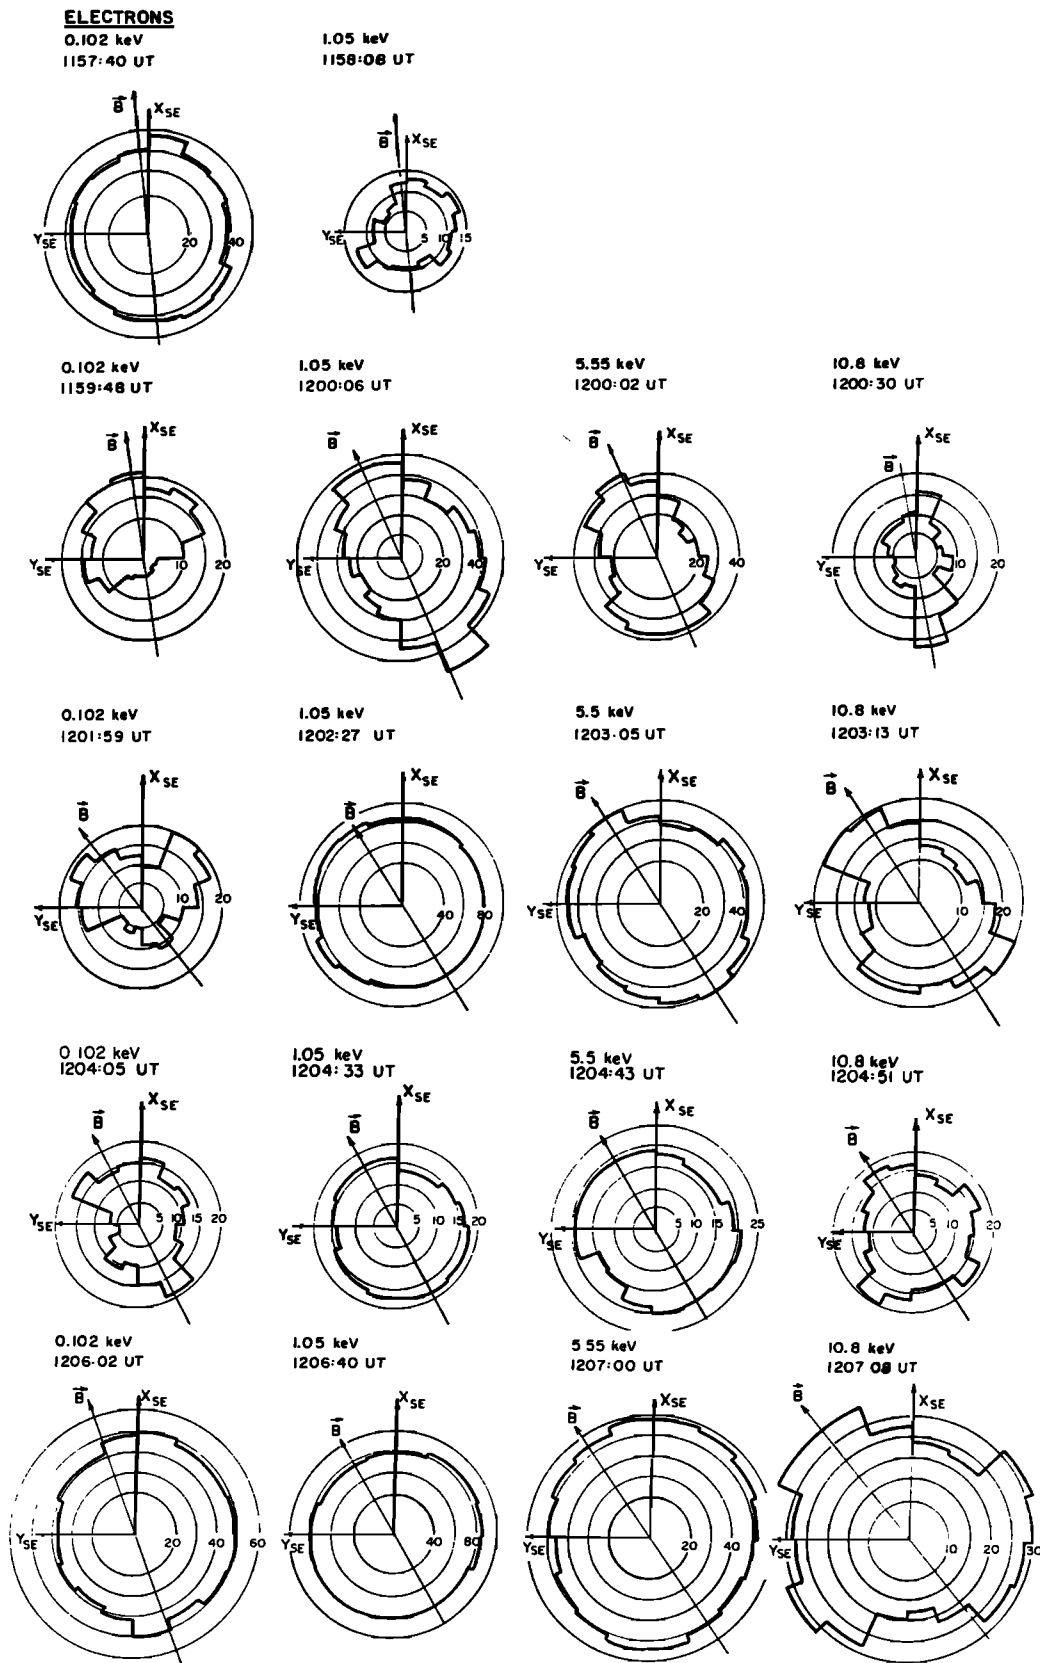 ELECTRONS
0.102 keV
1157:40 UT
1.05 keV
1158:08 UT
B
XSE
YSE
20
40
B
XSE
YSE
5
10
15
0.102 keV
1159:48 UT
1.05 keV
1200:06 UT
5.55 keV
1200:02 UT
10.8 keV
1200:30 UT
B
XSE
YSE
10
20
B
XSE
YSE
20
40
B
XSE
YSE
20
40
B
XSE
YSE
10
20
0.102 keV
1201:59 UT
1.05 keV
1202:27 UT
5.5 keV
1203:05 UT
10.8 keV
1203:13 UT
B
XSE
YSE
10
20
B
XSE
YSE
40
80
B
XSE
YSE
20
40
B
XSE
YSE
10
20
0 102 keV
1204:05 UT
1.05 keV
1204:33 UT
5.5 keV
1204:43 UT
10.8 keV
1204:51 UT
B
XSE
YSE
5
10
15
20
B
XSE
YSE
5
10
15
20
B
XSE
YSE
5
10
15
25
B
XSE
YSE
5
10
20
0.102 keV
1206·02 UT
1.05 keV
1206:40 UT
5 55 keV
1207:00 UT
10.8 keV
1207 08 UT
B
XSE
YSE
20
40
60
B
XSE
YSE
40
80
B
XSE
YSE
20
40
B
XSE
YSE
10
20
30